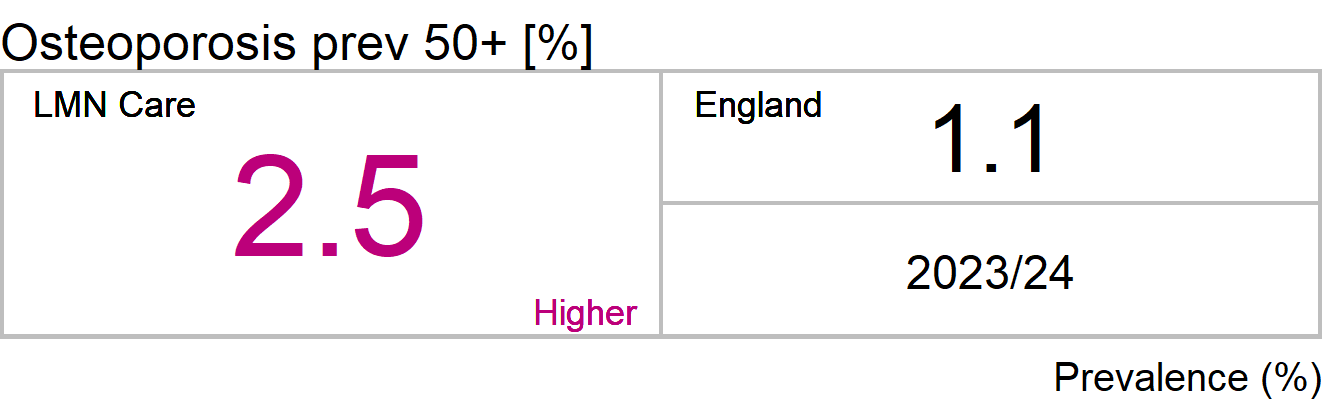 Osteoporosis prev 50+ [%]
LMN Care
2.5
Higher
England
1.1
2023/24
Prevalence (%)